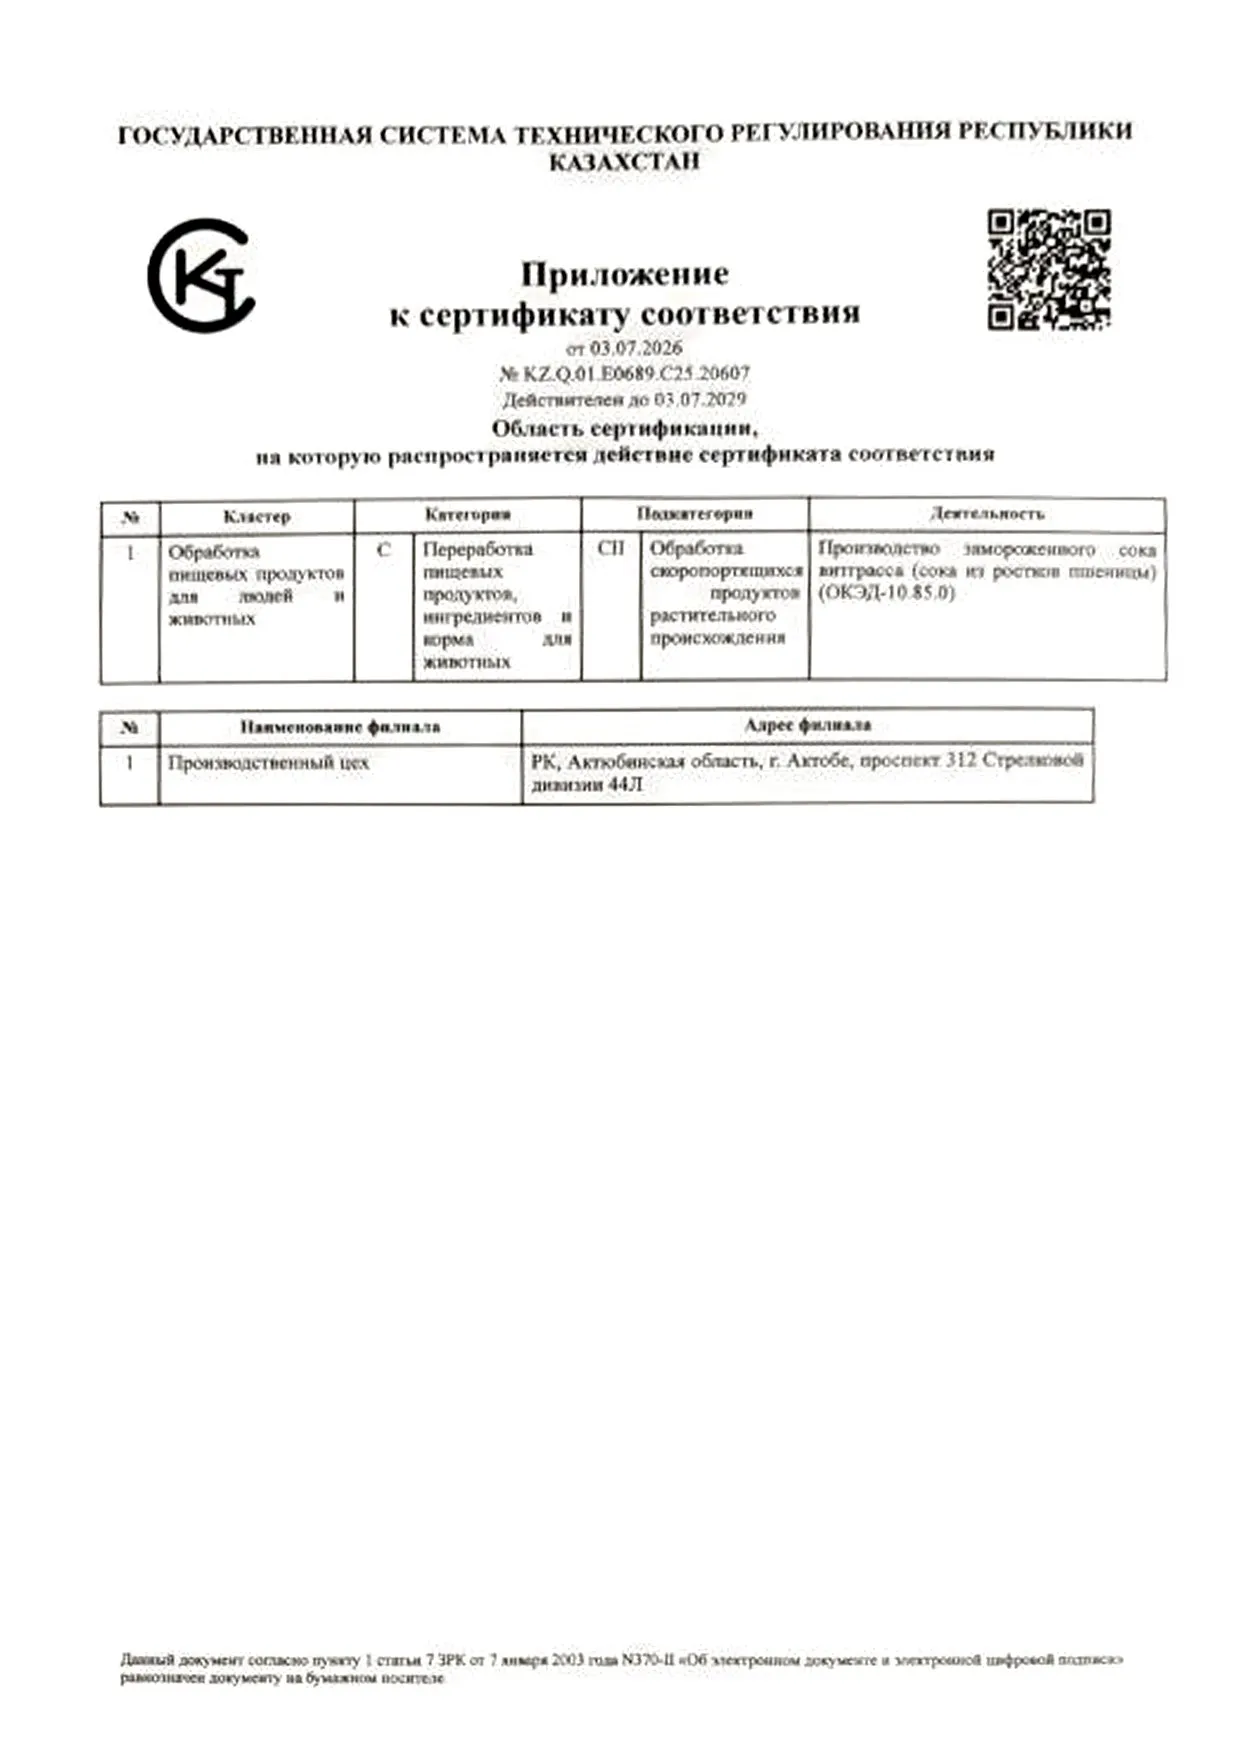 ГОСУДАРСТВЕННАЯ СИСТЕМА ТЕХНИЧЕСКОГО РЕГУЛИРОВАНИЯ РЕСПУБЛИКИ
КАЗАХСТАН
Приложение
к сертификату соответствия
от 03.07.2026
№ KZ.Q.01.E0689.C25.20607
Действителен до 03.07.2029
Область сертификации,
на которую распространяется действие сертификата соответствия
№ Кластер Категория Подкатегория Деятельность
1 Обработка пищевых продуктов для людей и животных
C Переработка пищевых продуктов, ингредиентов и корма для животных
CII Обработка скоропортящихся продуктов растительного происхождения
Производство замороженного сока витграсса (сока из ростков пшеницы) (ОКЭД-10.85.0)
№ Наименование филиала Адрес филиала
1 Производственный цех РК, Актюбинская область, г. Актобе, проспект 312 Стрелковой
дивизии 44Л
Данный документ согласно пункту 1 статьи 7 ЗРК от 7 января 2003 года N370-II «Об электронном документе и электронной цифровой подписи»
равнозначен документу на бумажном носителе